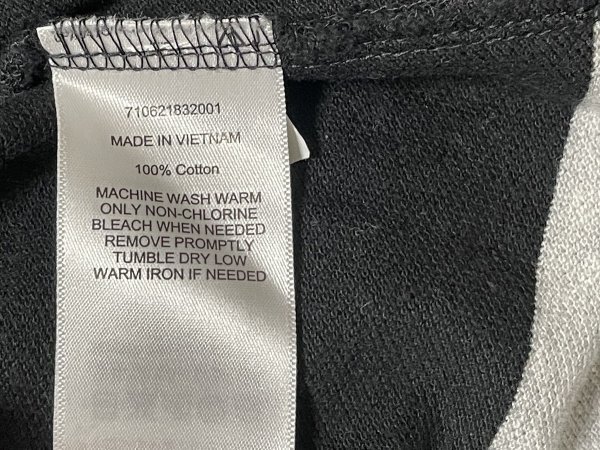 710621832001
MADE IN VIETNAM
100% Cotton
MACHINE WASH WARM
ONLY NON-CHLORINE
BLEACH WHEN NEEDED
REMOVE PROMPTLY
TUMBLE DRY LOW
WARM IRON IF NEEDED